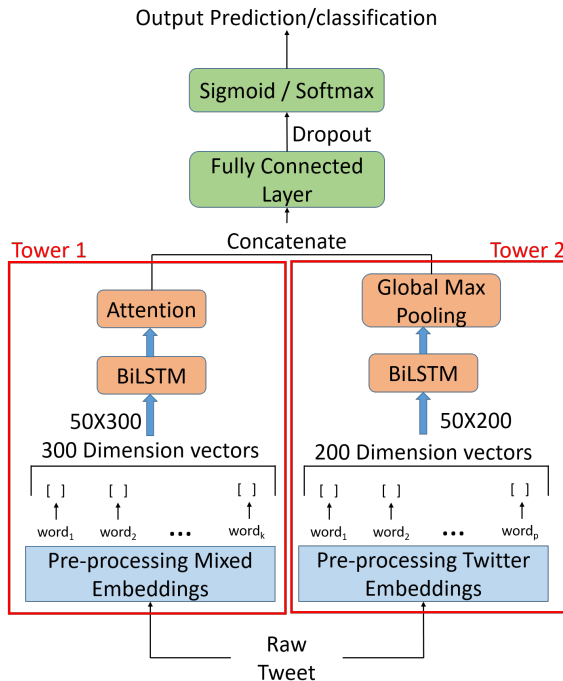 Output Prediction/classification
Sigmoid / Softmax
Dropout
Fully Connected
Layer
Concatenate
Tower 1
Tower 2
Attention
Global Max
Pooling
BiLSTM
BiLSTM
50X300
50X200
300 Dimension vectors
200 Dimension vectors
[ ] [ ] [ ]
[ ] [ ] [ ]
word1 word2 ... wordk
word1 word2 ... wordp
Pre-processing Mixed
Embeddings
Pre-processing Twitter
Embeddings
Raw
Tweet